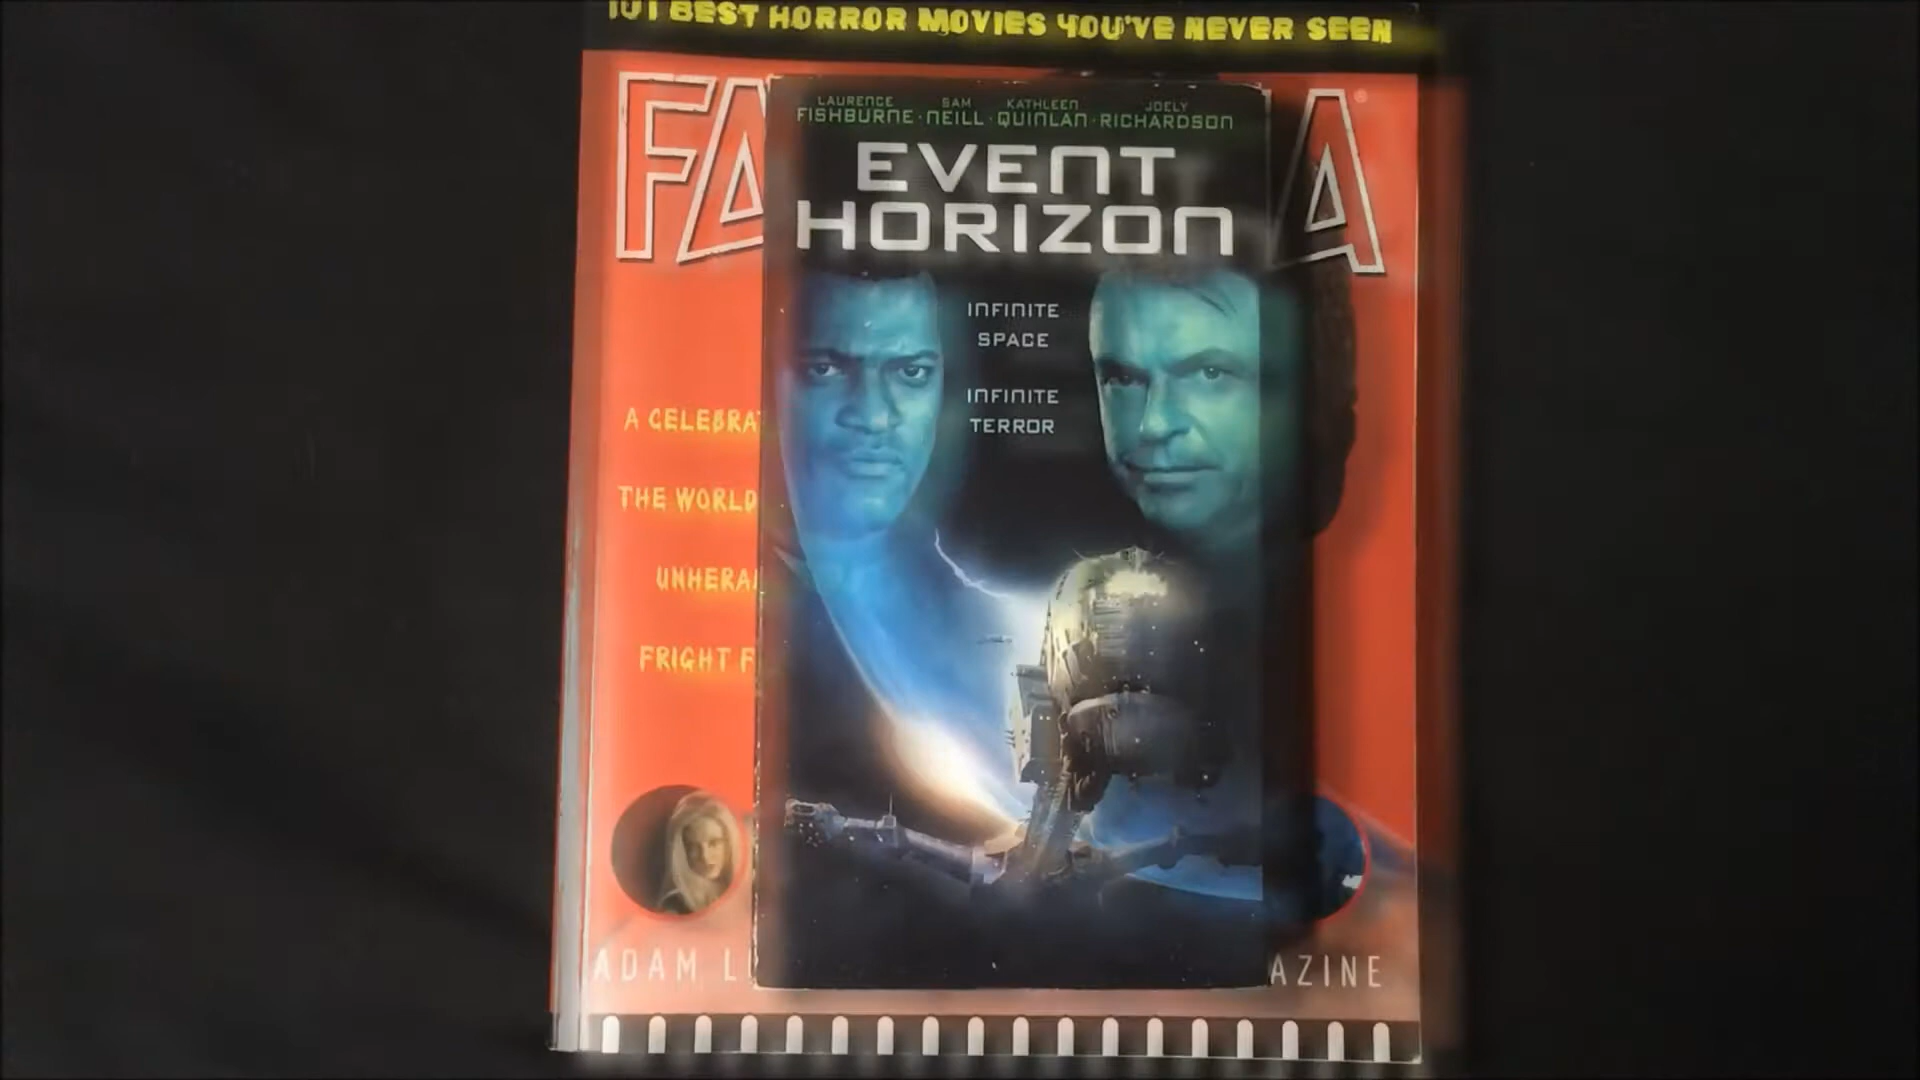 101 BEST HORROR MOVIES YOU'VE NEVER SEEN
FA A®
LAURENCE FISHBURNE · SAM NEILL · KATHLEEN QUINLAN · JOELY RICHARDSON
EVENT
HORIZON
INFINITE
SPACE
INFINITE
TERROR
A CELEBRA
THE WORLD
UNHERA
FRIGHT F
ADAM L AZINE